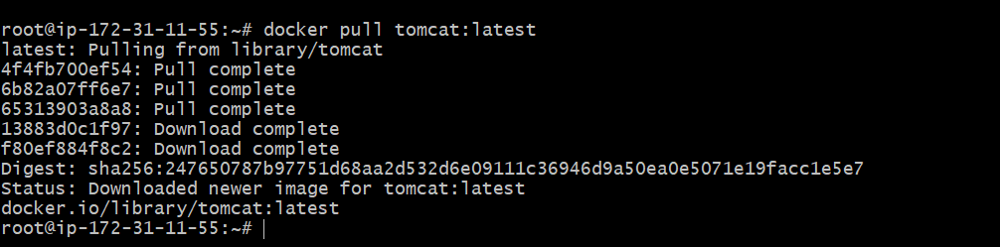 root@ip-172-31-11-55:~# docker pull tomcat:latest
latest: Pulling from library/tomcat
4f4fb700ef54: Pull complete
6b82a07ff6e7: Pull complete
65313903a8a8: Pull complete
13883d0c1f97: Download complete
f80ef884f8c2: Download complete
Digest: sha256:247650787b97751d68aa2d532d6e09111c36946d9a50ea0e5071e19facc1e5e7
Status: Downloaded newer image for tomcat:latest
docker.io/library/tomcat:latest
root@ip-172-31-11-55:~#